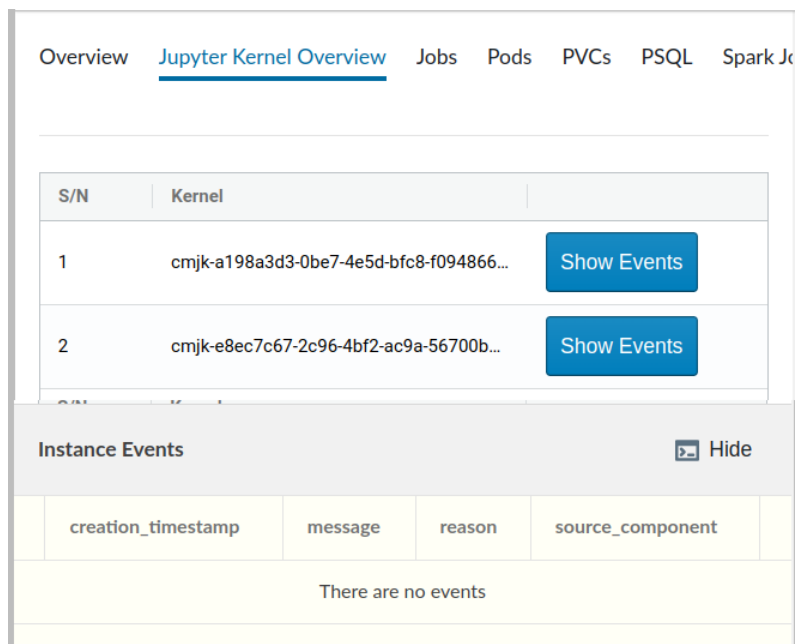 Overview Jupyter Kernel Overview Jobs Pods PVCs PSQL Spark Jo
S/N Kernel
1 cmjk-a198a3d3-0be7-4e5d-bfc8-f094866... Show Events
2 cmjk-e8ec7c67-2c96-4bf2-ac9a-56700b... Show Events
Instance Events Hide
creation_timestamp message reason source_component
There are no events